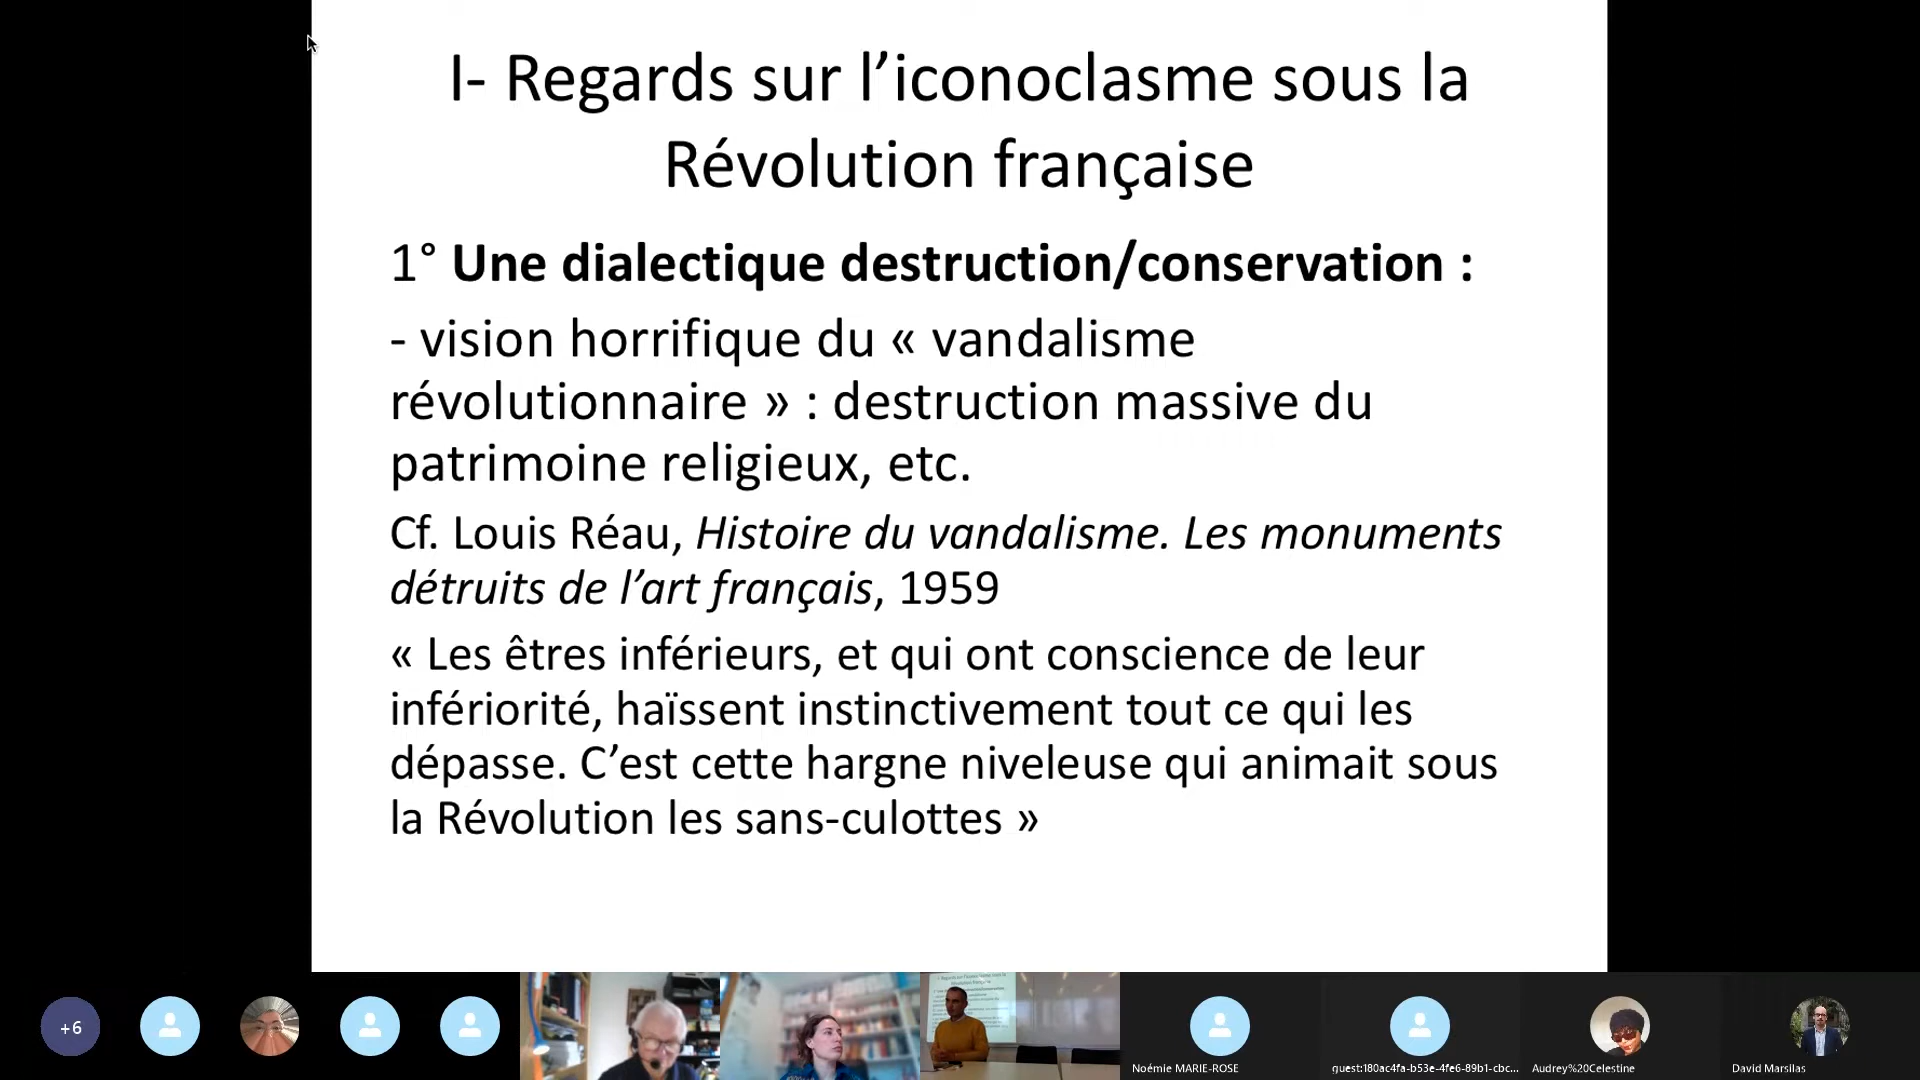 I- Regards sur l’iconoclasme sous la
Révolution française
1° Une dialectique destruction/conservation :
- vision horrifique du « vandalisme
révolutionnaire » : destruction massive du
patrimoine religieux, etc.
Cf. Louis Réau, Histoire du vandalisme. Les monuments
détruits de l’art français, 1959
« Les êtres inférieurs, et qui ont conscience de leur
infériorité, haïssent instinctivement tout ce qui les
dépasse. C’est cette hargne niveleuse qui animait sous
la Révolution les sans-culottes »
+6
Noémie MARIE-ROSE
guest:180ac4fa-b53e-4fe6-89b1-cbc...
Audrey%20Celestine
David Marsilas